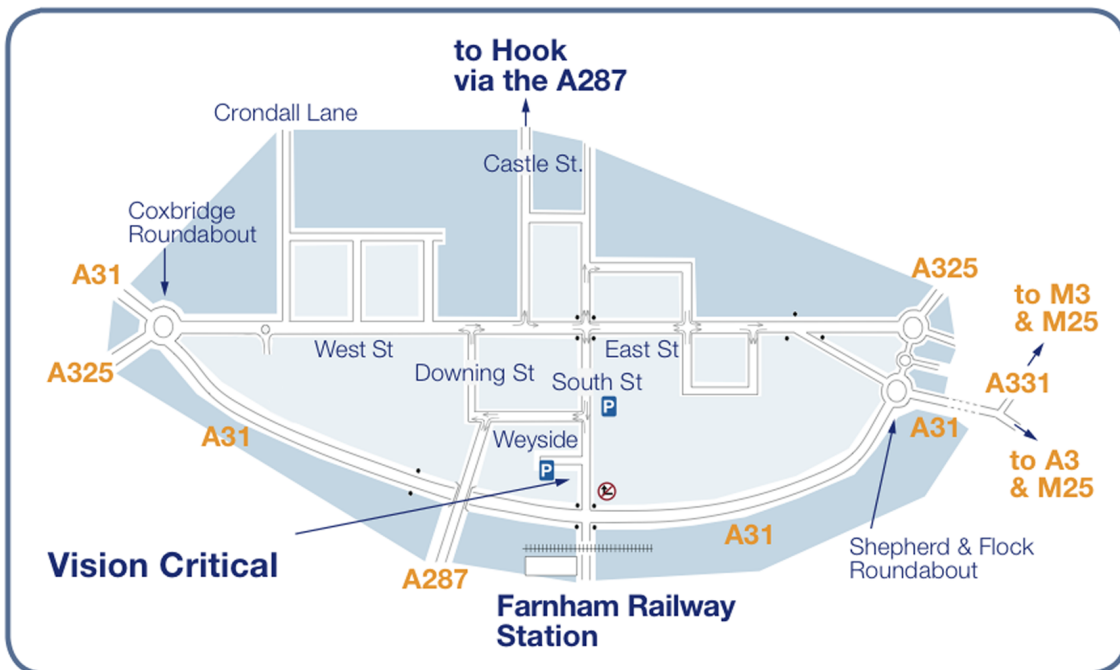 to Hook
via the A287
Crondall Lane
Castle St.
Coxbridge
Roundabout
A31
A325
A325
to M3
& M25
West St
East St
Downing St
South St
P
A331
A31
Weyside
P
A31
to A3
& M25
A31
Shepherd & Flock
Roundabout
Vision Critical
A287
Farnham Railway
Station